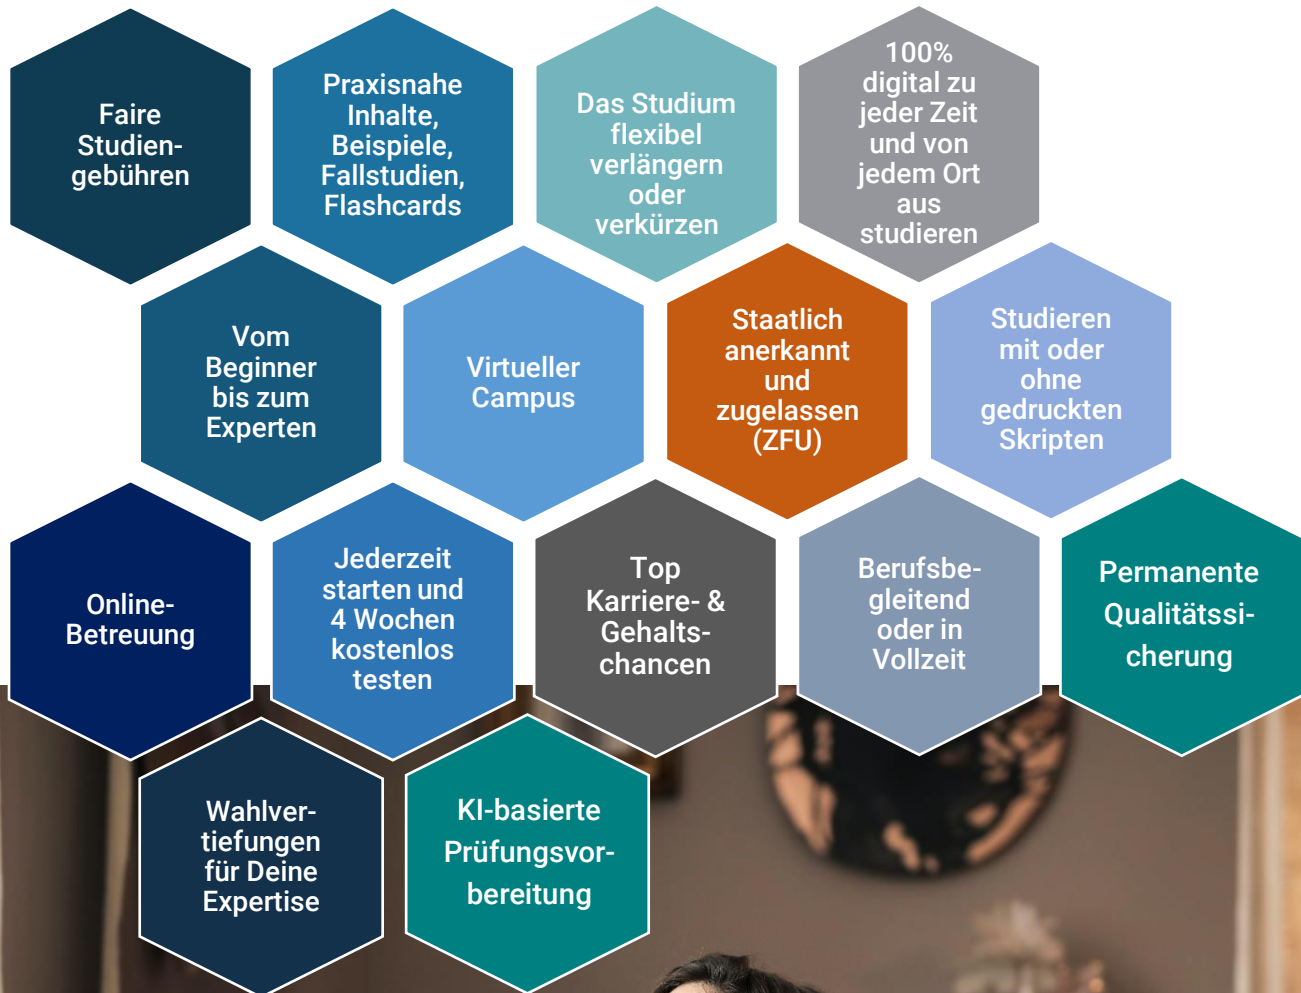 Faire
Studien-
gebühren
Praxisnahe
Inhalte,
Beispiele,
Fallstudien,
Flashcards
Das Studium
flexibel
verlängern
oder
verkürzen
100%
digital zu
jeder Zeit
und von
jedem Ort
aus
studieren
Vom
Beginner
bis zum
Experten
Virtueller
Campus
Staatlich
anerkannt
und
zugelassen
(ZFU)
Studieren
mit oder
ohne
gedruckten
Skripten
Online-
Betreuung
Jederzeit
starten und
4 Wochen
kostenlos
testen
Top
Karriere- &
Gehalts-
chancen
Berufsbe-
gleitend
oder in
Vollzeit
Permanente
Qualitätssi-
cherung
Wahlver-
tiefungen
für Deine
Expertise
KI-basierte
Prüfungsvor-
bereitung